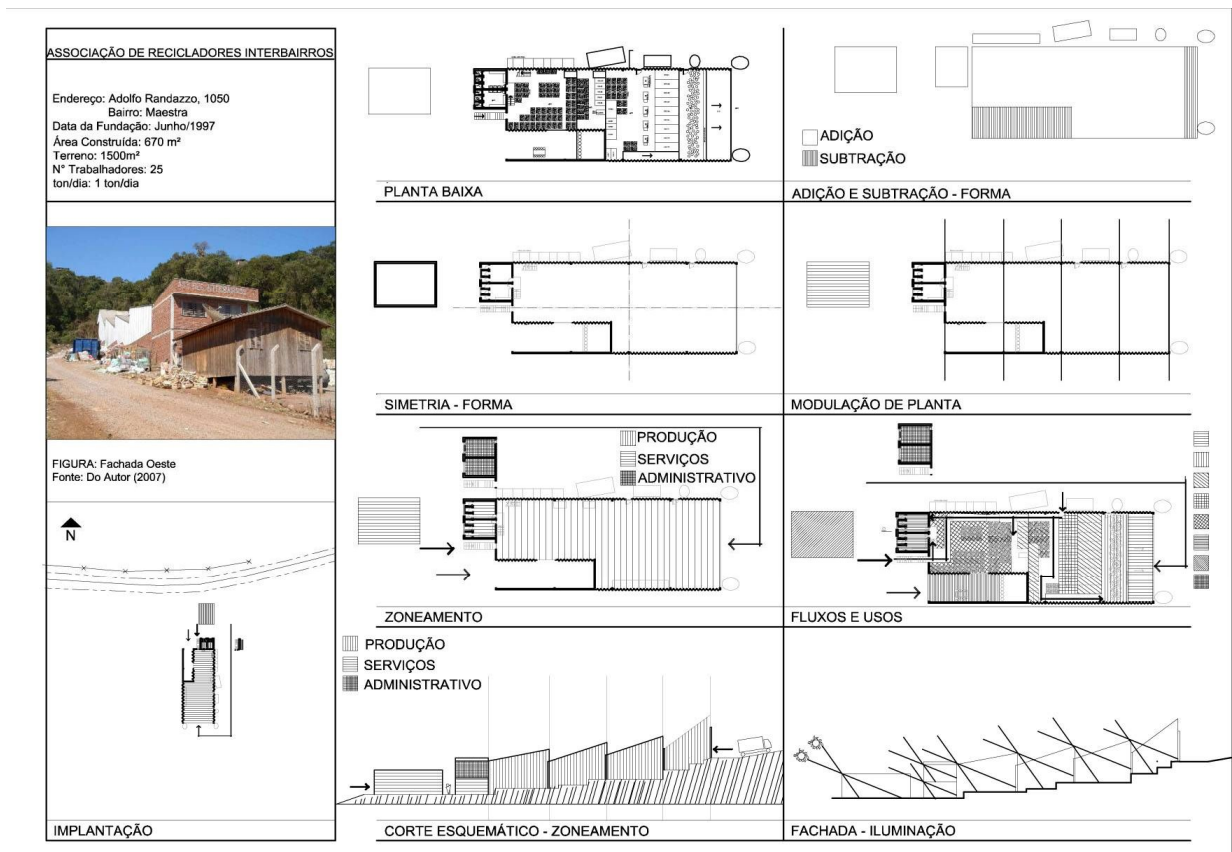 ASSOCIAÇÃO DE RECICLADORES INTERBAIRROS
Endereço: Adolfo Randazzo, 1050
Bairro: Maestra
Data da Fundação: Junho/1997
Área Construída: 670 m²
Terreno: 1500m²
N° Trabalhadores: 25
ton/dia: 1 ton/dia
FIGURA: Fachada Oeste
Fonte: Do Autor (2007)
N
IMPLANTAÇÃO
PLANTA BAIXA
ADIÇÃO
SUBTRAÇÃO
ADIÇÃO E SUBTRAÇÃO - FORMA
SIMETRIA - FORMA
MODULAÇÃO DE PLANTA
PRODUÇÃO
SERVIÇOS
ADMINISTRATIVO
ZONEAMENTO
FLUXOS E USOS
PRODUÇÃO
SERVIÇOS
ADMINISTRATIVO
CORTE ESQUEMÁTICO - ZONEAMENTO
FACHADA - ILUMINAÇÃO